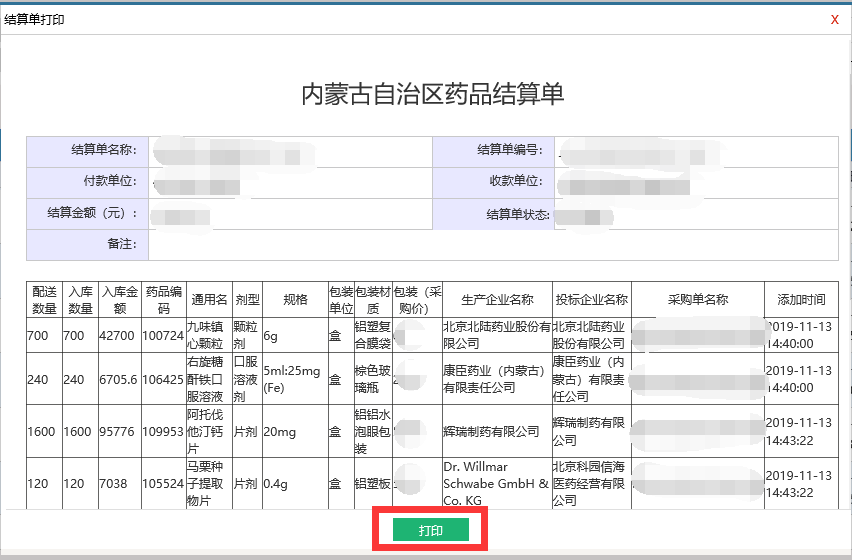 结算单打印 X
内蒙古自治区药品结算单
结算单名称: 结算单编号:
付款单位: 收款单位:
结算金额（元）: 结算单状态:
备注:
配送数量 入库数量 入库金额 药品编码 通用名 剂型 规格 包装单位 包装材质 包装（采购价） 生产企业名称 投标企业名称 采购单名称 添加时间
700 700 42700 100724 九味镇心颗粒 颗粒剂 6g 盒 铝塑复合膜袋 北京北陆药业股份有限公司 北京北陆药业股份有限公司 2019-11-13 14:40:00
240 240 6705.6 106425 右旋糖酐铁口服溶液 口服溶液剂 5ml:25mg(Fe) 盒 棕色玻璃瓶 康臣药业（内蒙古）有限责任公司 康臣药业（内蒙古）有限责任公司 2019-11-13 14:40:00
1600 1600 95776 109953 阿托伐他汀钙片 片剂 20mg 盒 铝铝水泡眼包装 辉瑞制药有限公司 辉瑞制药有限公司 2019-11-13 14:43:22
120 120 7038 105524 马栗种子提取物片 片剂 0.4g 盒 铝塑板 Dr. Willmar Schwabe GmbH & Co. KG 北京科园信海医药经营有限公司 2019-11-13 14:43:22
打印